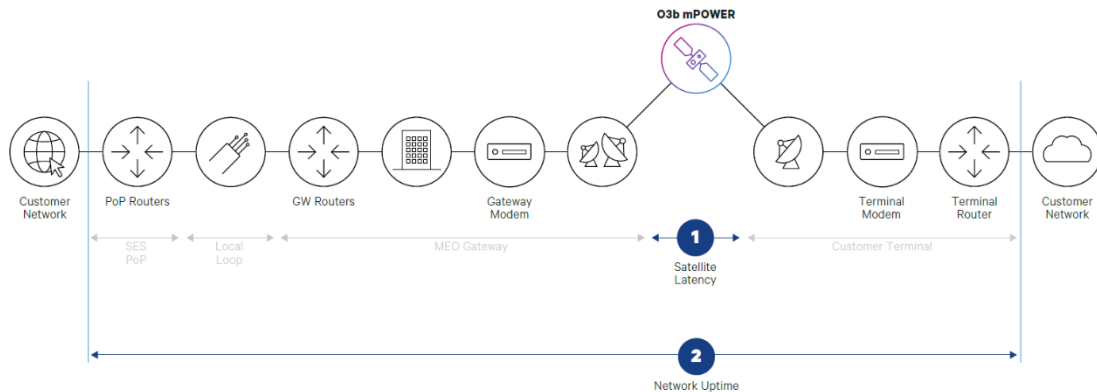 O3b mPOWER
Customer
Network
PoP Routers
GW Routers
Gateway
Modem
Terminal
Modem
Terminal
Router
Customer
Network
SES
PoP
Local
Loop
MEO Gateway
1
Satellite
Latency
Customer Terminal
2
Network Uptime